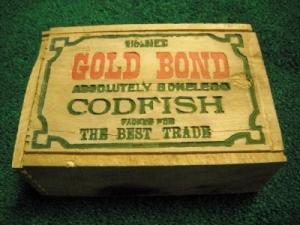 GOLD BOND
ABSOLUTELY BONELESS
CODFISH
PACKED FOR
THE BEST TRADE